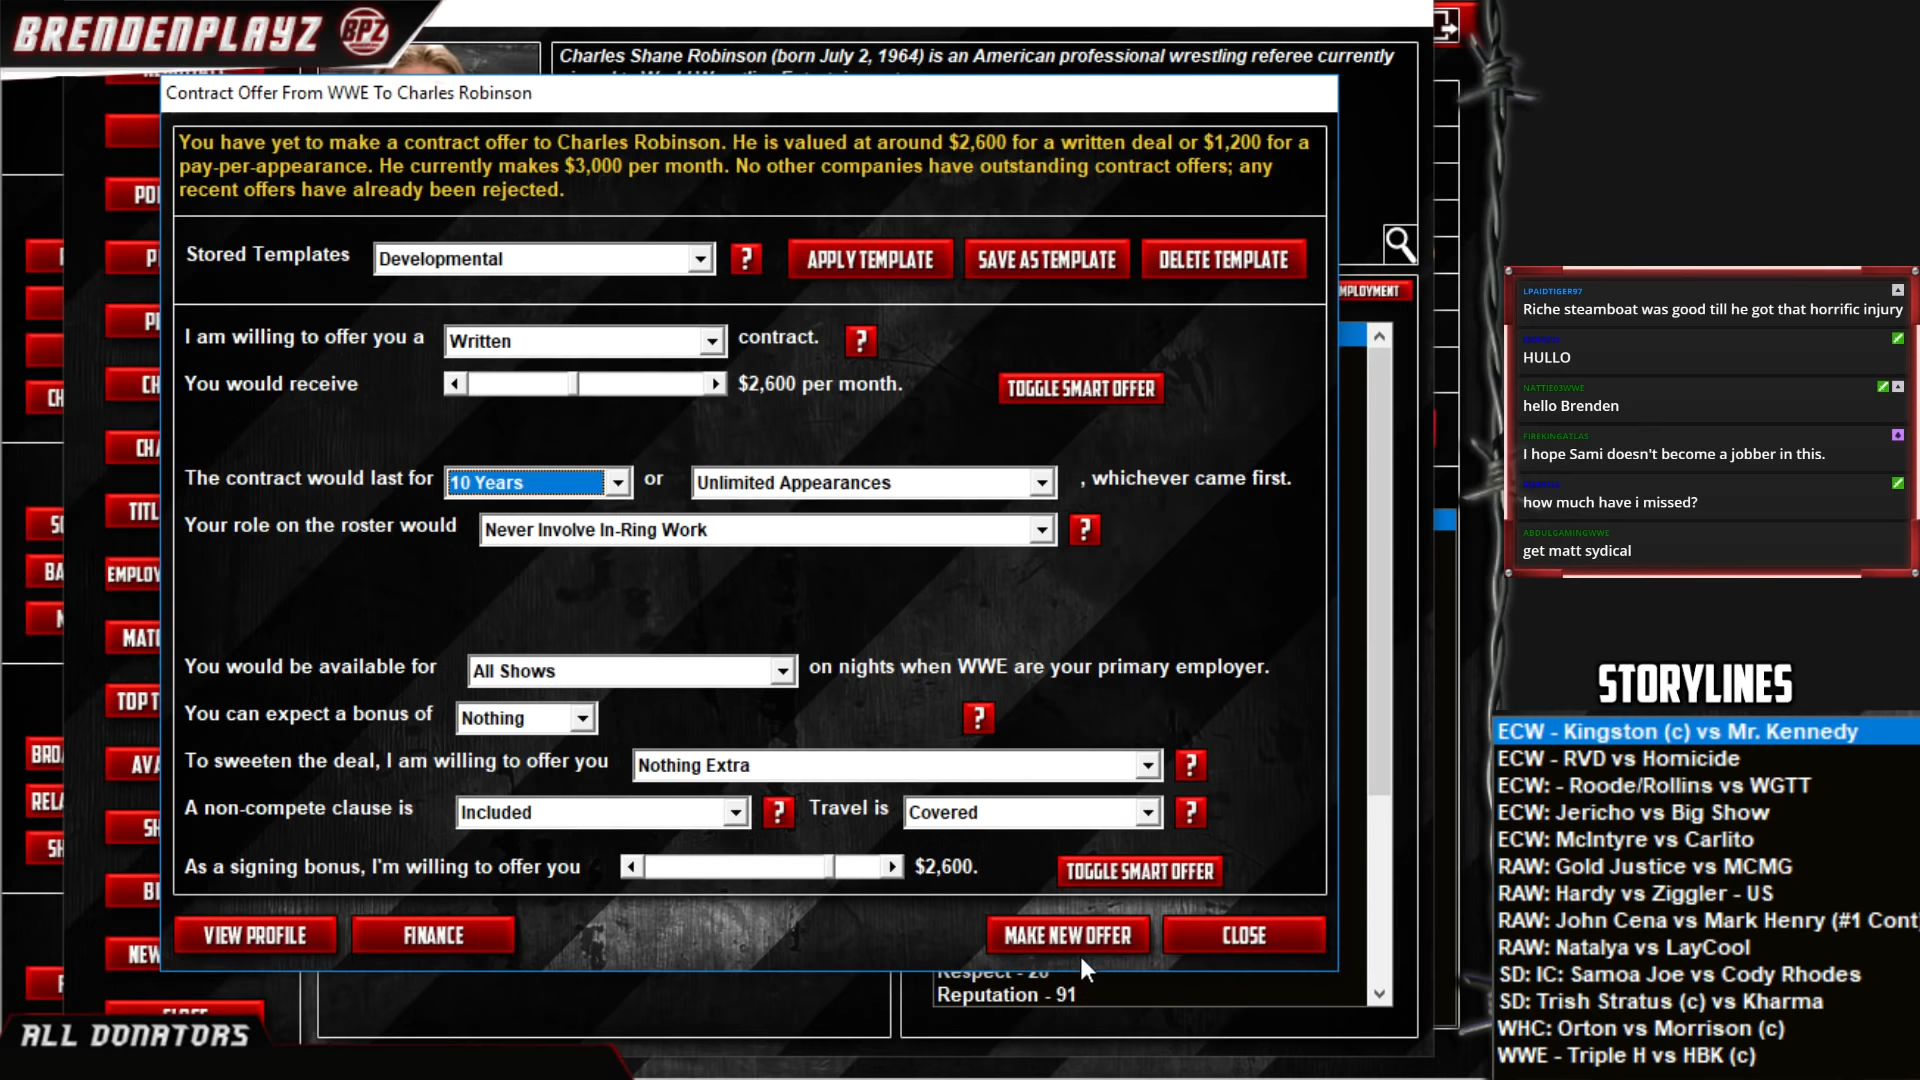 BRENDENPLAYZ BPZ
Charles Shane Robinson (born July 2, 1964) is an American professional wrestling referee currently
Contract Offer From WWE To Charles Robinson
You have yet to make a contract offer to Charles Robinson. He is valued at around $2,600 for a written deal or $1,200 for a
pay-per-appearance. He currently makes $3,000 per month. No other companies have outstanding contract offers; any
recent offers have already been rejected.
Stored Templates Developmental ? APPLY TEMPLATE SAVE AS TEMPLATE DELETE TEMPLATE
I am willing to offer you a Written contract. ?
You would receive $2,600 per month. TOGGLE SMART OFFER
The contract would last for 10 Years or Unlimited Appearances , whichever came first.
Your role on the roster would Never Involve In-Ring Work ?
You would be available for All Shows on nights when WWE are your primary employer.
You can expect a bonus of Nothing ?
To sweeten the deal, I am willing to offer you Nothing Extra ?
A non-compete clause is Included ? Travel is Covered ?
As a signing bonus, I'm willing to offer you $2,600. TOGGLE SMART OFFER
VIEW PROFILE FINANCE MAKE NEW OFFER CLOSE
Respect - 20
Reputation - 91
ALL DONATORS
LPAIDTIGER97
Riche steamboat was good till he got that horrific injury
HULLO
NATTIE03WWE
hello Brenden
FIREKINGATLAS
I hope Sami doesn't become a jobber in this.
how much have i missed?
ABDULGAMINGWWE
get matt sydical
STORYLINES
ECW - Kingston (c) vs Mr. Kennedy
ECW - RVD vs Homicide
ECW: - Roode/Rollins vs WGTT
ECW: Jericho vs Big Show
ECW: McIntyre vs Carlito
RAW: Gold Justice vs MCMG
RAW: Hardy vs Ziggler - US
RAW: John Cena vs Mark Henry (#1 Cont
RAW: Natalya vs LayCool
SD: IC: Samoa Joe vs Cody Rhodes
SD: Trish Stratus (c) vs Kharma
WHC: Orton vs Morrison (c)
WWE - Triple H vs HBK (c)